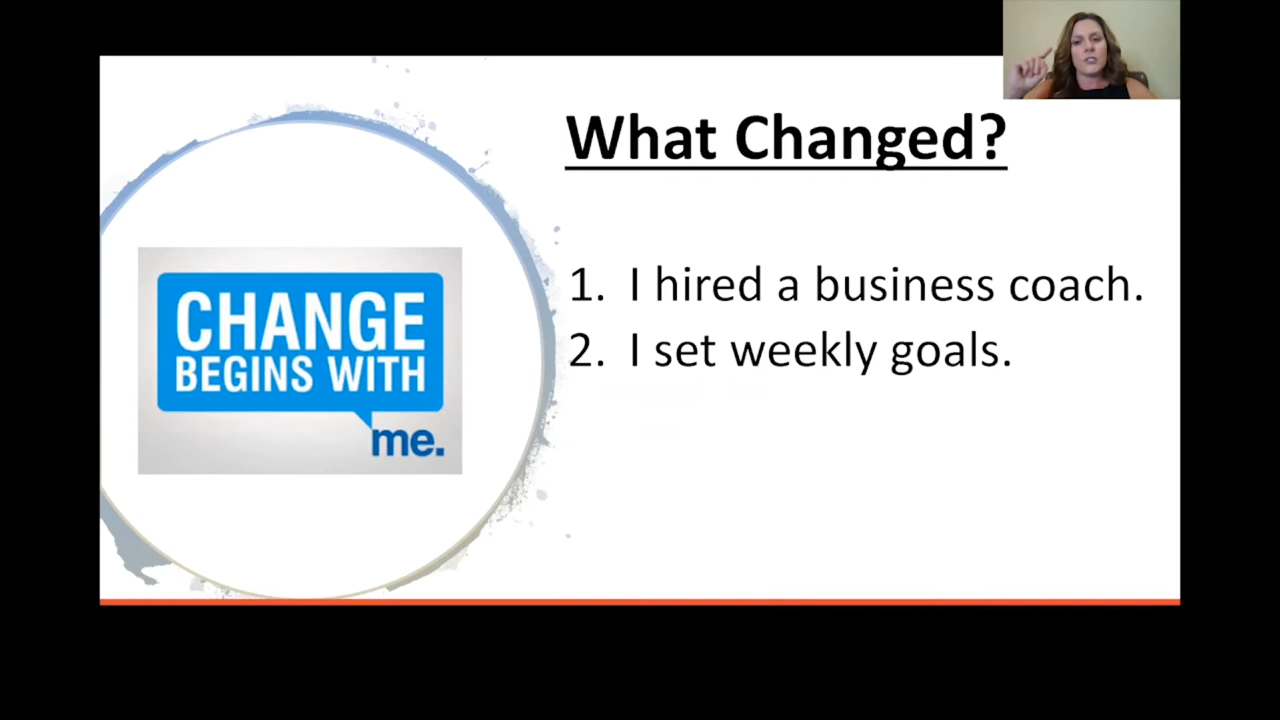 What Changed?
CHANGE
BEGINS WITH
me.
1. I hired a business coach.
2. I set weekly goals.